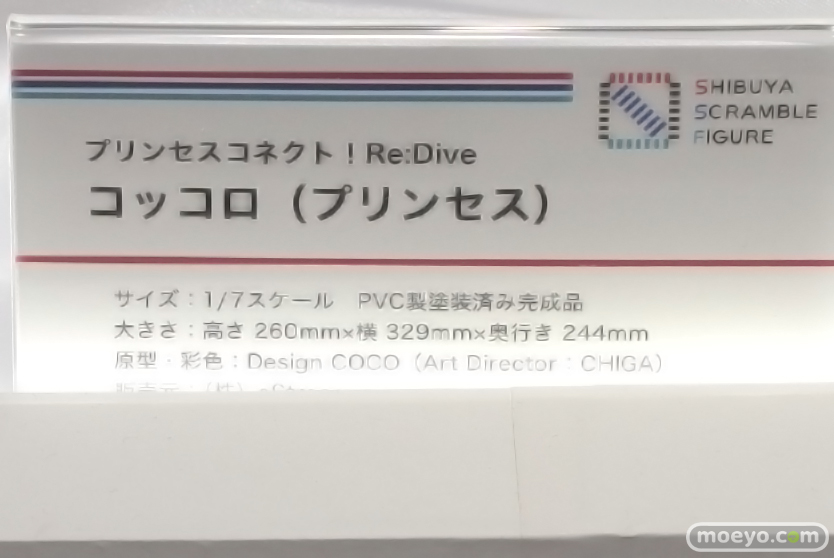 SHIBUYA
SCRAMBLE
FIGURE
プリンセスコネクト！Re:Dive
コッコロ（プリンセス）
サイズ：1/7スケール　PVC製塗装済み完成品
大きさ：高さ 260mm×横 329mm×奥行き 244mm
原型・彩色：Design COCO（Art Director：CHIGA）
moeyo.com